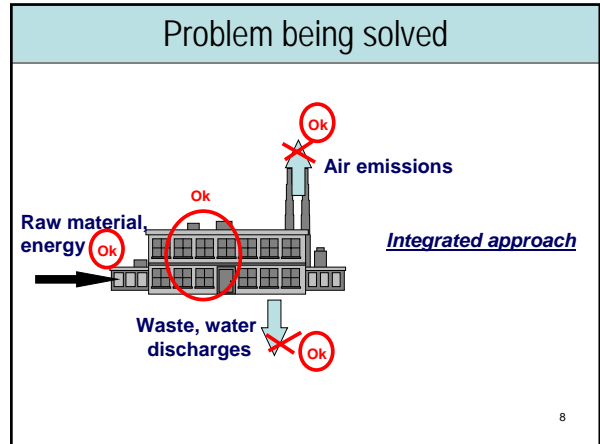 Problem being solved
Ok
Air emissions
Ok
Raw material,
energy Ok
Integrated approach
Waste, water
discharges
Ok
8